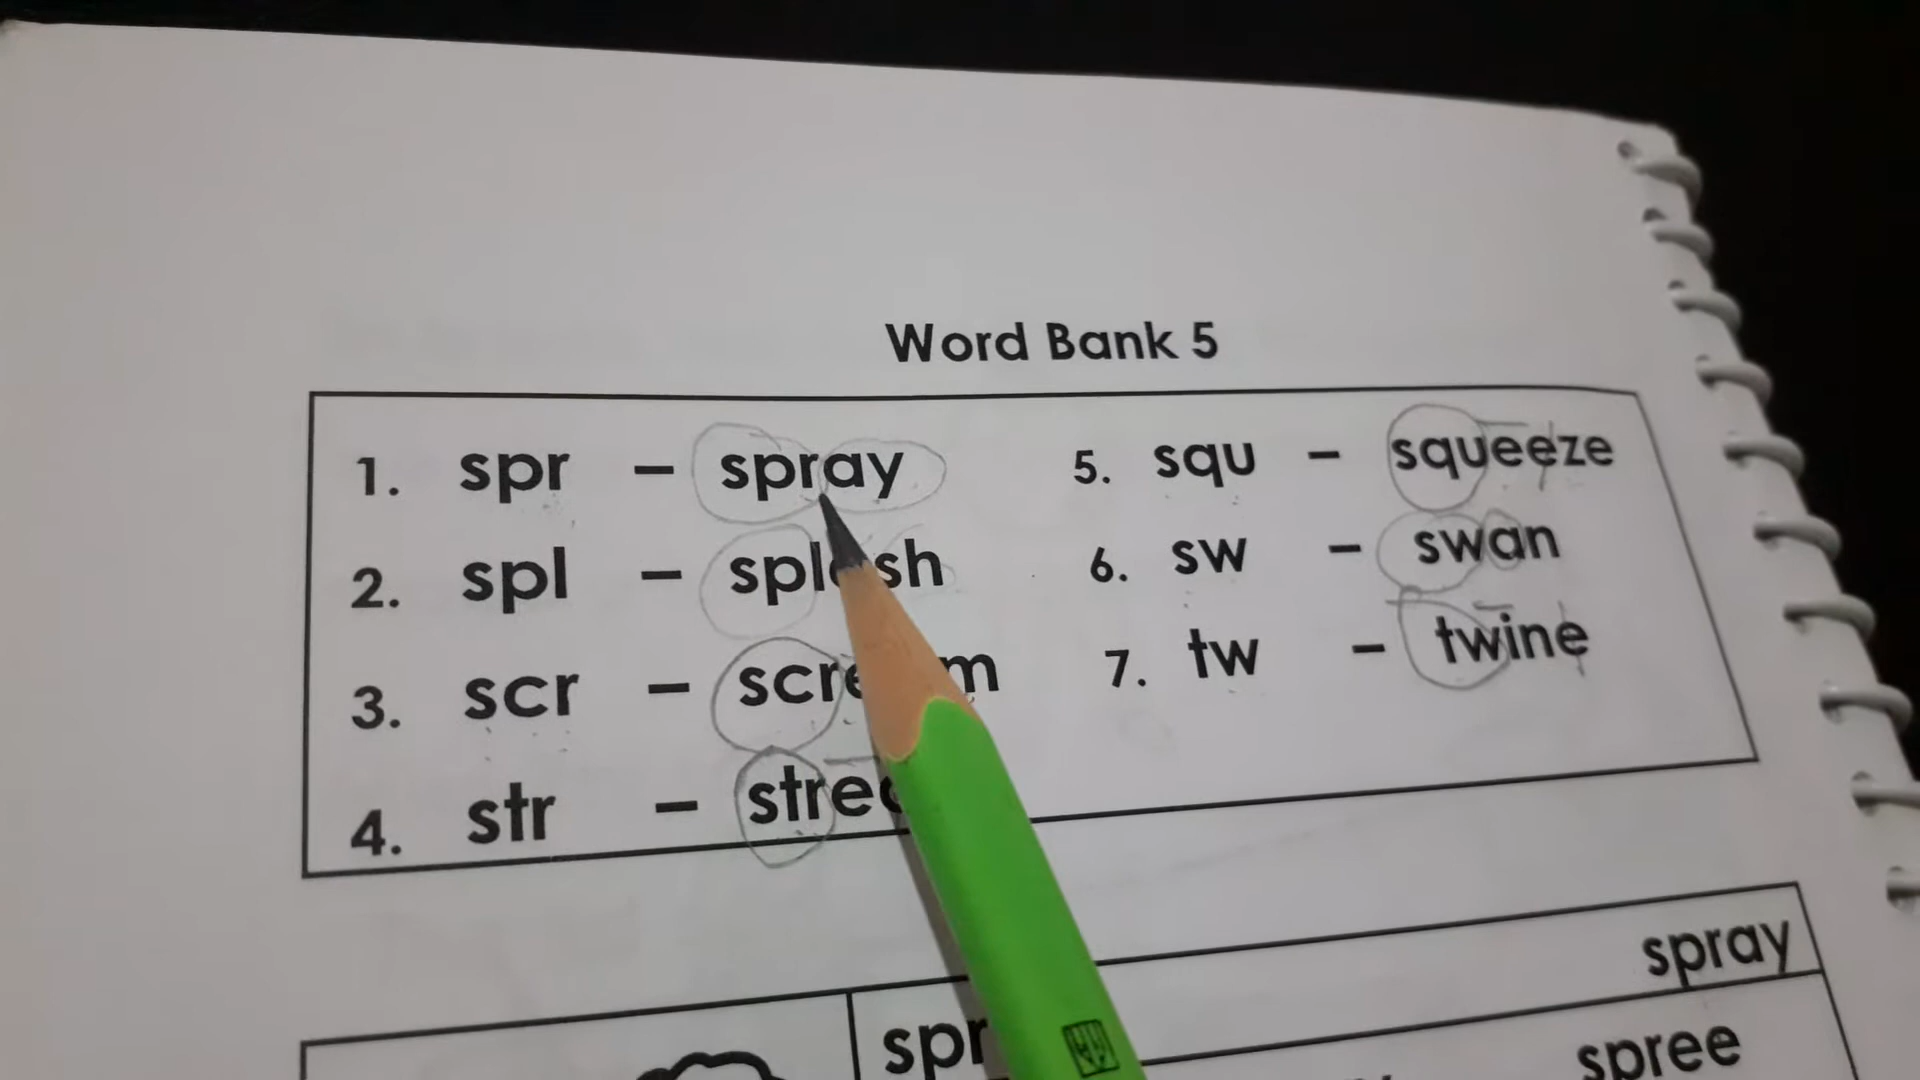 Word Bank 5
1. spr – spray
2. spl –
3. scr –
4. str –
5. squ – squeeze
6. sw – swan
7. tw – twine
spray
spree